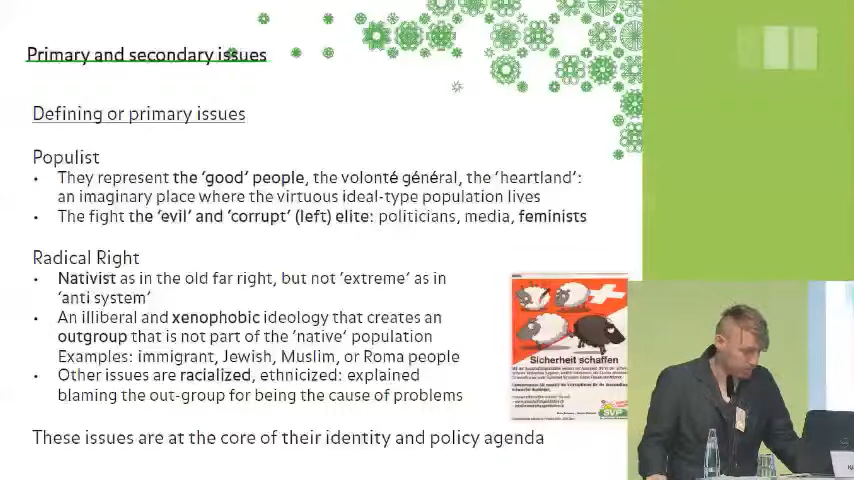 Primary and secondary issues
Defining or primary issues
Populist
• They represent the 'good' people, the volonté général, the 'heartland':
an imaginary place where the virtuous ideal-type population lives
• The fight the 'evil' and 'corrupt' (left) elite: politicians, media, feminists
Radical Right
• Nativist as in the old far right, but not 'extreme' as in
'anti system'
• An illiberal and xenophobic ideology that creates an
outgroup that is not part of the 'native' population
Examples: immigrant, Jewish, Muslim, or Roma people
• Other issues are racialized, ethnicized: explained
blaming the out-group for being the cause of problems
Sicherheit schaffen
SVP
These issues are at the core of their identity and policy agenda